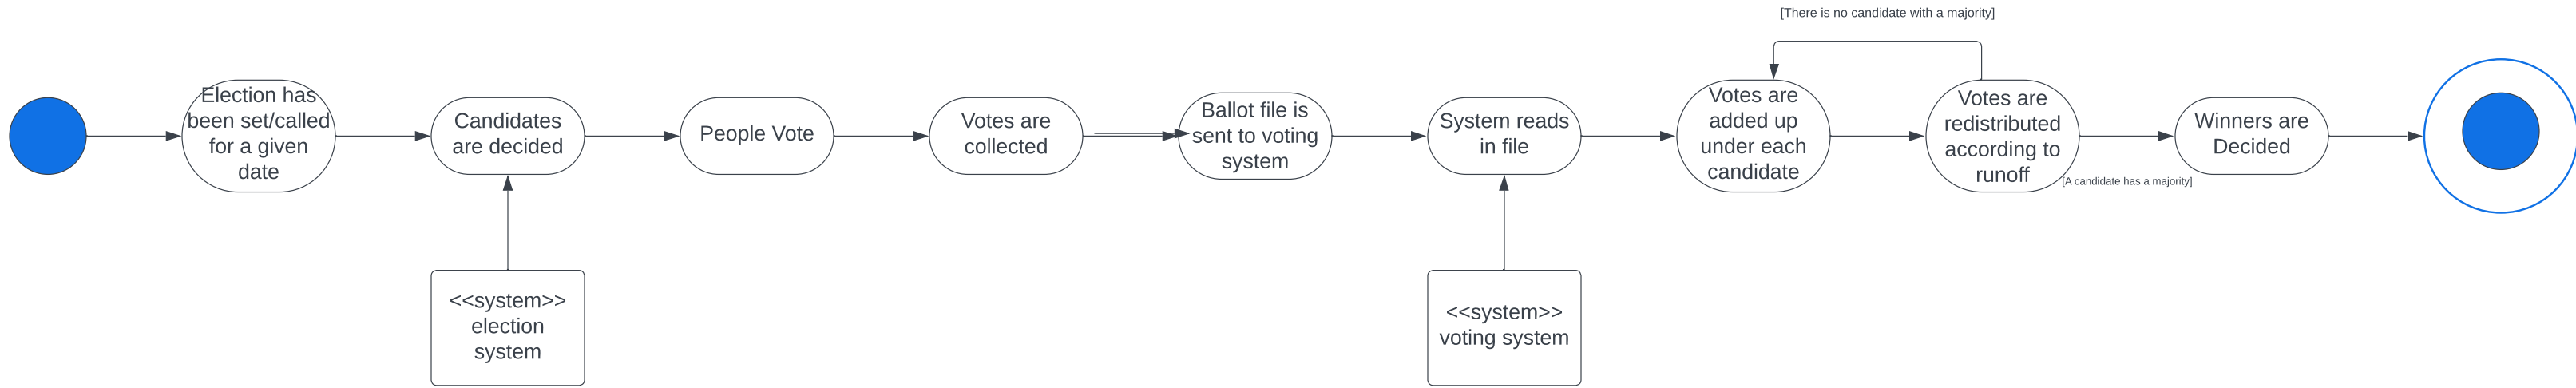 [There is no candidate with a majority]
Election has
been set/called
for a given
date
Candidates
are decided
People Vote
Votes are
collected
Ballot file is
sent to voting
system
System reads
in file
Votes are
added up
under each
candidate
Votes are
redistributed
according to
runoff
[A candidate has a majority]
Winners are
Decided
<<system>>
election
system
<<system>>
voting system